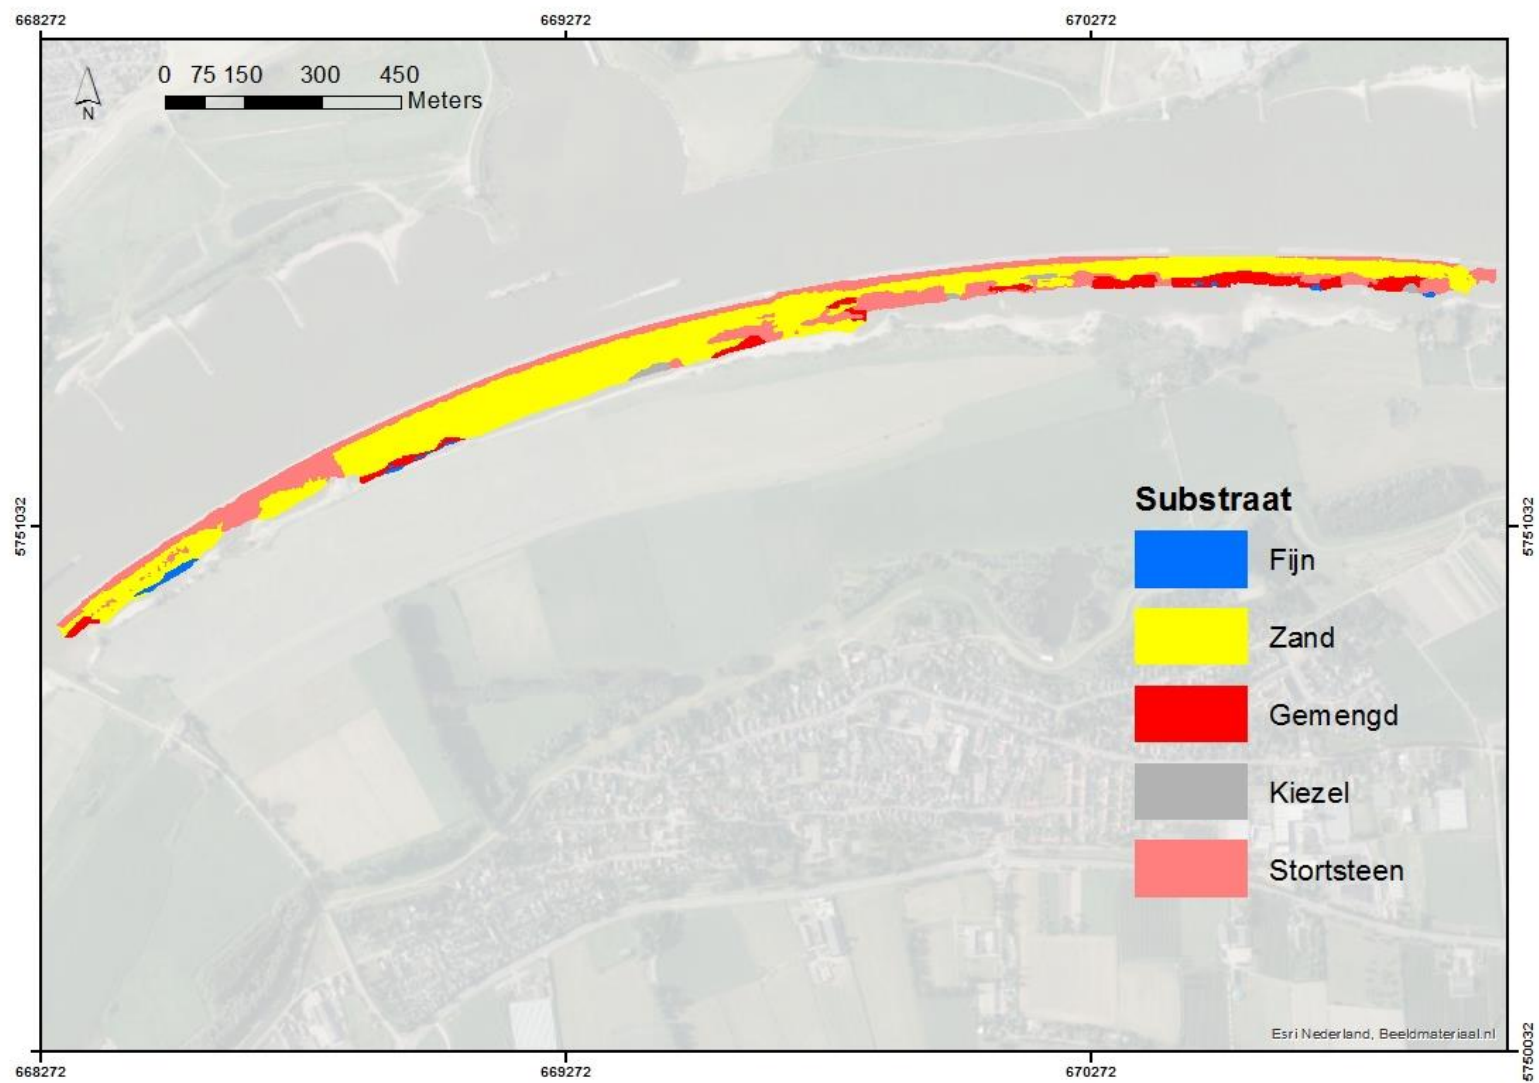 668272 669272 670272
0 75 150 300 450
Meters
N
5751032 5751032
Substraat
Fijn
Zand
Gemengd
Kiezel
Stortsteen
Esri Nederland, Beeldmateriaal.nl
5750032
668272 669272 670272